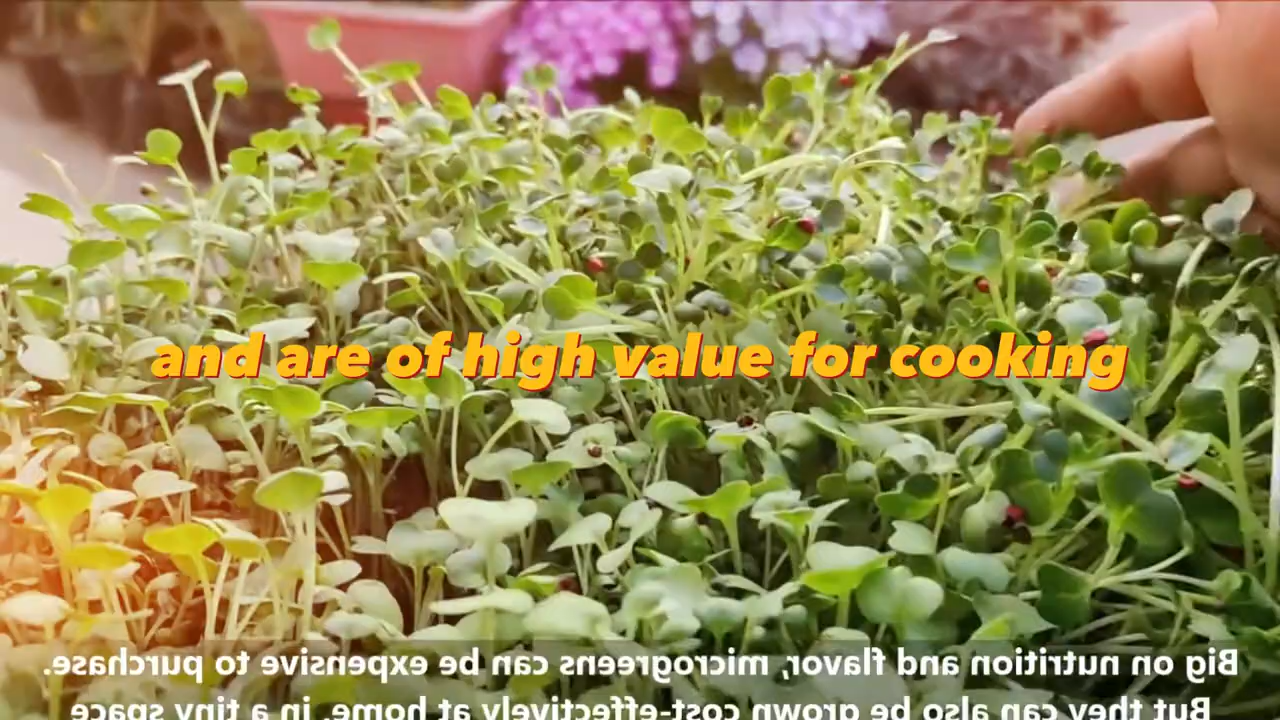 and are of high value for cooking
Big on nutrition and flavor, microgreens can be expensive to purchase.
But they can also be grown cost-effectively at home, in a tiny space